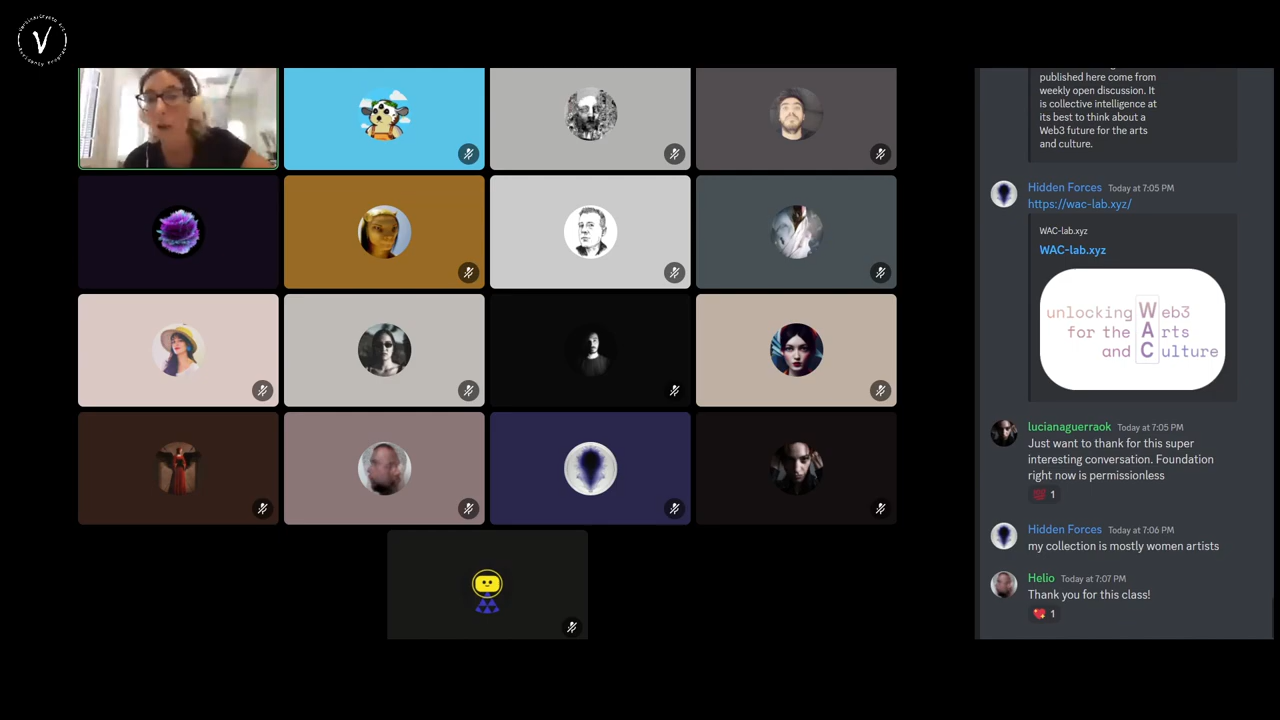 V
published here come from
weekly open discussion. It
is collective intelligence at
its best to think about a
Web3 future for the arts
and culture.
Hidden Forces Today at 7:05 PM
https://wac-lab.xyz/
WAC-lab.xyz
WAC-lab.xyz
unlocking Web3
for the Arts
and Culture
lucianaguerraok Today at 7:05 PM
Just want to thank for this super
interesting conversation. Foundation
right now is permissionless
💯 1
Hidden Forces Today at 7:06 PM
my collection is mostly women artists
Helio Today at 7:07 PM
Thank you for this class!
💖 1